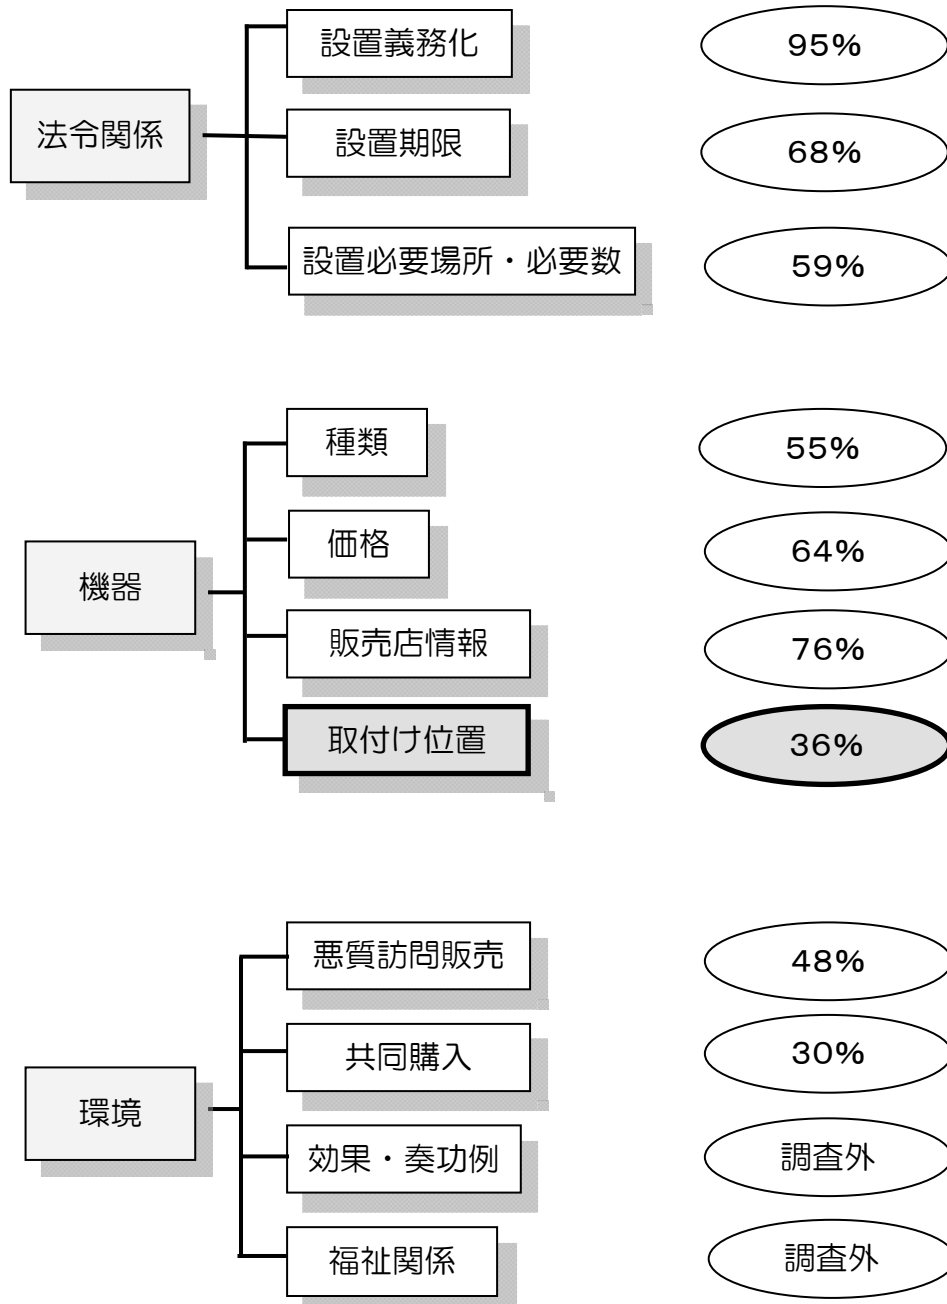 設置義務化 95%
法令関係
設置期限 68%
設置必要場所・必要数 59%
種類 55%
価格 64%
機器
販売店情報 76%
取付け位置 36%
悪質訪問販売 48%
共同購入 30%
環境
効果・奏功例 調査外
福祉関係 調査外